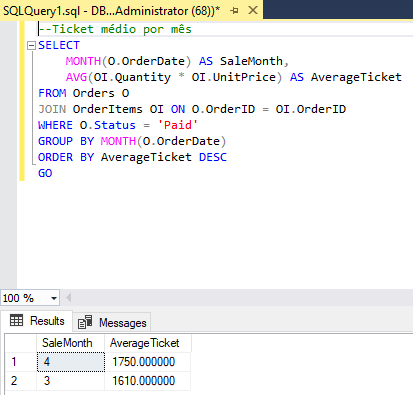 SQLQuery1.sql - DB...Administrator (68))*
--Ticket médio por mês
SELECT
MONTH(O.OrderDate) AS SaleMonth,
AVG(OI.Quantity * OI.UnitPrice) AS AverageTicket
FROM Orders O
JOIN OrderItems OI ON O.OrderID = OI.OrderID
WHERE O.Status = 'Paid'
GROUP BY MONTH(O.OrderDate)
ORDER BY AverageTicket DESC
GO
100 %
Results Messages
SaleMonth AverageTicket
1 4 1750.000000
2 3 1610.000000